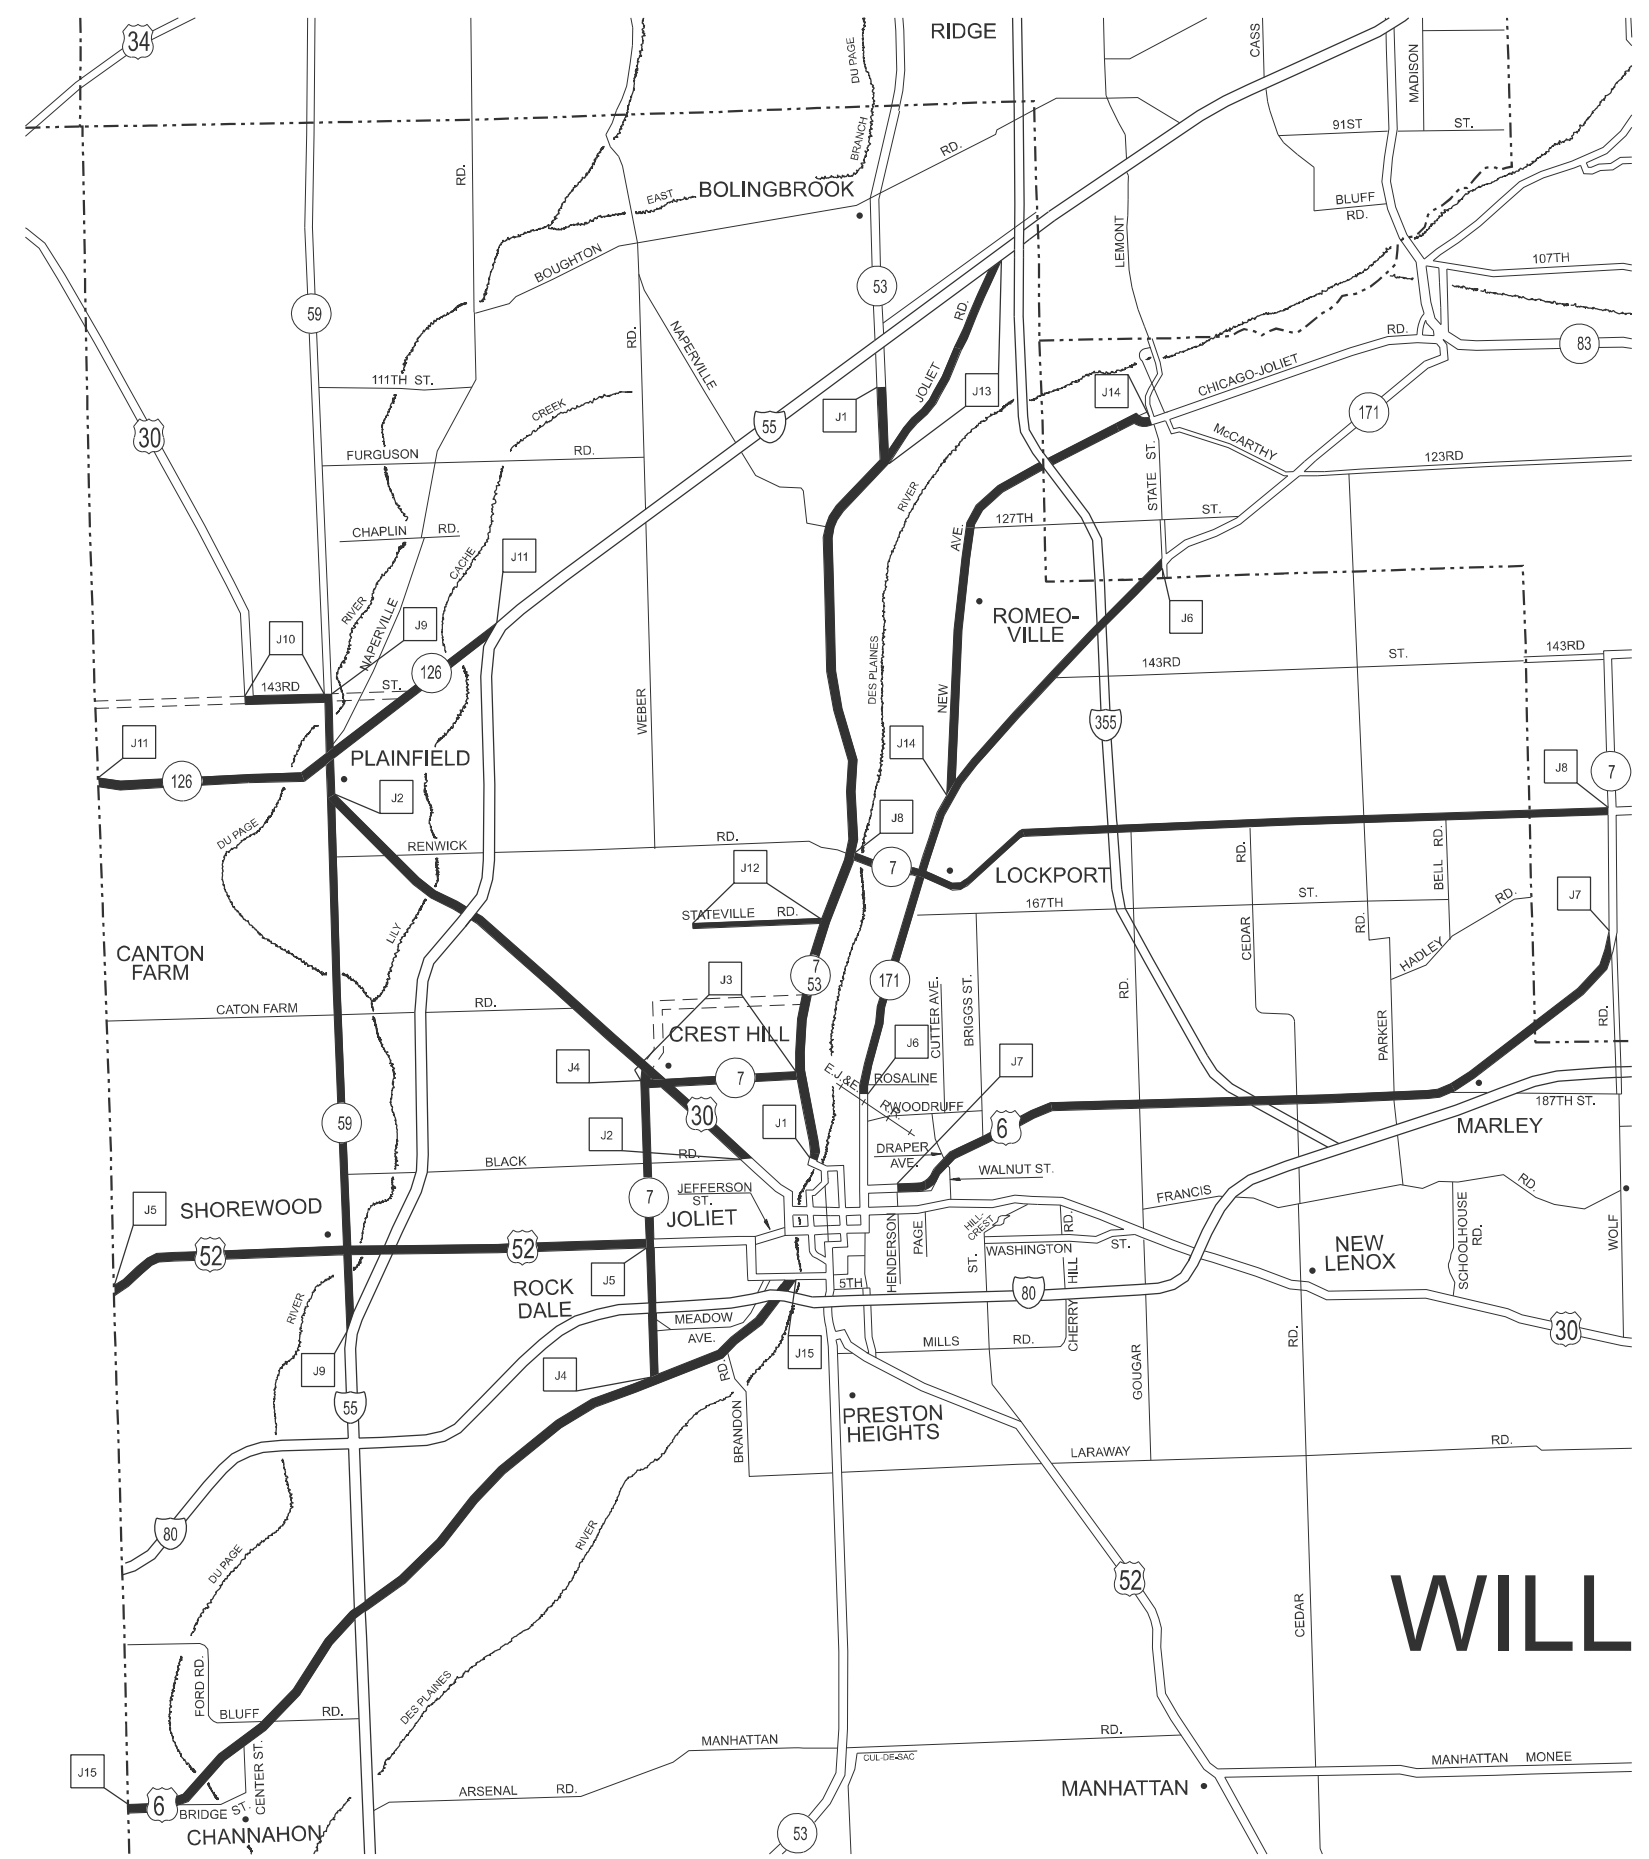 34
RIDGE
DU PAGE
CASS
MADISON
BRANCH
RD.
91ST
ST.
RD.
BOLINGBROOK
EAST
BLUFF
RD.
LEMONT
BOUGHTON
107TH
59
53
RD.
RD.
NAPERVILLE
RD.
83
111TH ST.
JOLIET
J13
J14
CHICAGO-JOLIET
CREEK
J1
55
171
30
FURGUSON
RD.
McCARTHY
123RD
RIVER
STATE ST.
CHAPLIN
RD.
127TH
ST.
AVE.
J11
CACHE
RIVER
WEBER
J10
J9
NAPERVILLE
ROMEO-
VILLE
J6
143RD
ST.
126
DES PLAINES
143RD
ST.
143RD
NEW
J11
355
PLAINFIELD
J14
J8
7
126
J2
DU PAGE
RENWICK
RD.
J8
RD.
BELL RD.
J12
7
LOCKPORT
STATEVILLE RD.
167TH
ST.
RD.
J7
LILY
CEDAR
RD.
HADLEY
CANTON
FARM
7
53
J3
171
CUTTER AVE.
BRIGGS ST.
RD.
PARKER
RD.
CATON FARM
RD.
CREST HILL
J6
J4
7
E.J.&E.
R.R.
ROSALINE
J7
WOODRUFF
187TH ST.
59
30
J1
6
MARLEY
J2
DRAPER
AVE.
BLACK
RD.
WALNUT ST.
JEFFERSON
ST.
FRANCIS
RD.
J5
SHOREWOOD
7
JOLIET
HENDERSON
PAGE
HILL-
CREST
RD.
SCHOOLHOUSE
RD.
WOLF
52
52
ST.
WASHINGTON
ST.
NEW
LENOX
J5
ROCK
DALE
5TH
80
CHERRY HILL
RIVER
MEADOW
AVE.
RD.
30
J9
J4
RD.
J15
MILLS
RD.
GOUGAR
55
BRANDON
PRESTON
HEIGHTS
LARAWAY
RD.
80
RIVER
DU PAGE
52
CEDAR
WILL
FORD RD.
DES PLAINES
BLUFF
RD.
MANHATTAN
RD.
CUL-DE-SAC
J15
CENTER ST.
ARSENAL
RD.
MANHATTAN MONEE
6
BRIDGE ST.
MANHATTAN
CHANNAHON
53